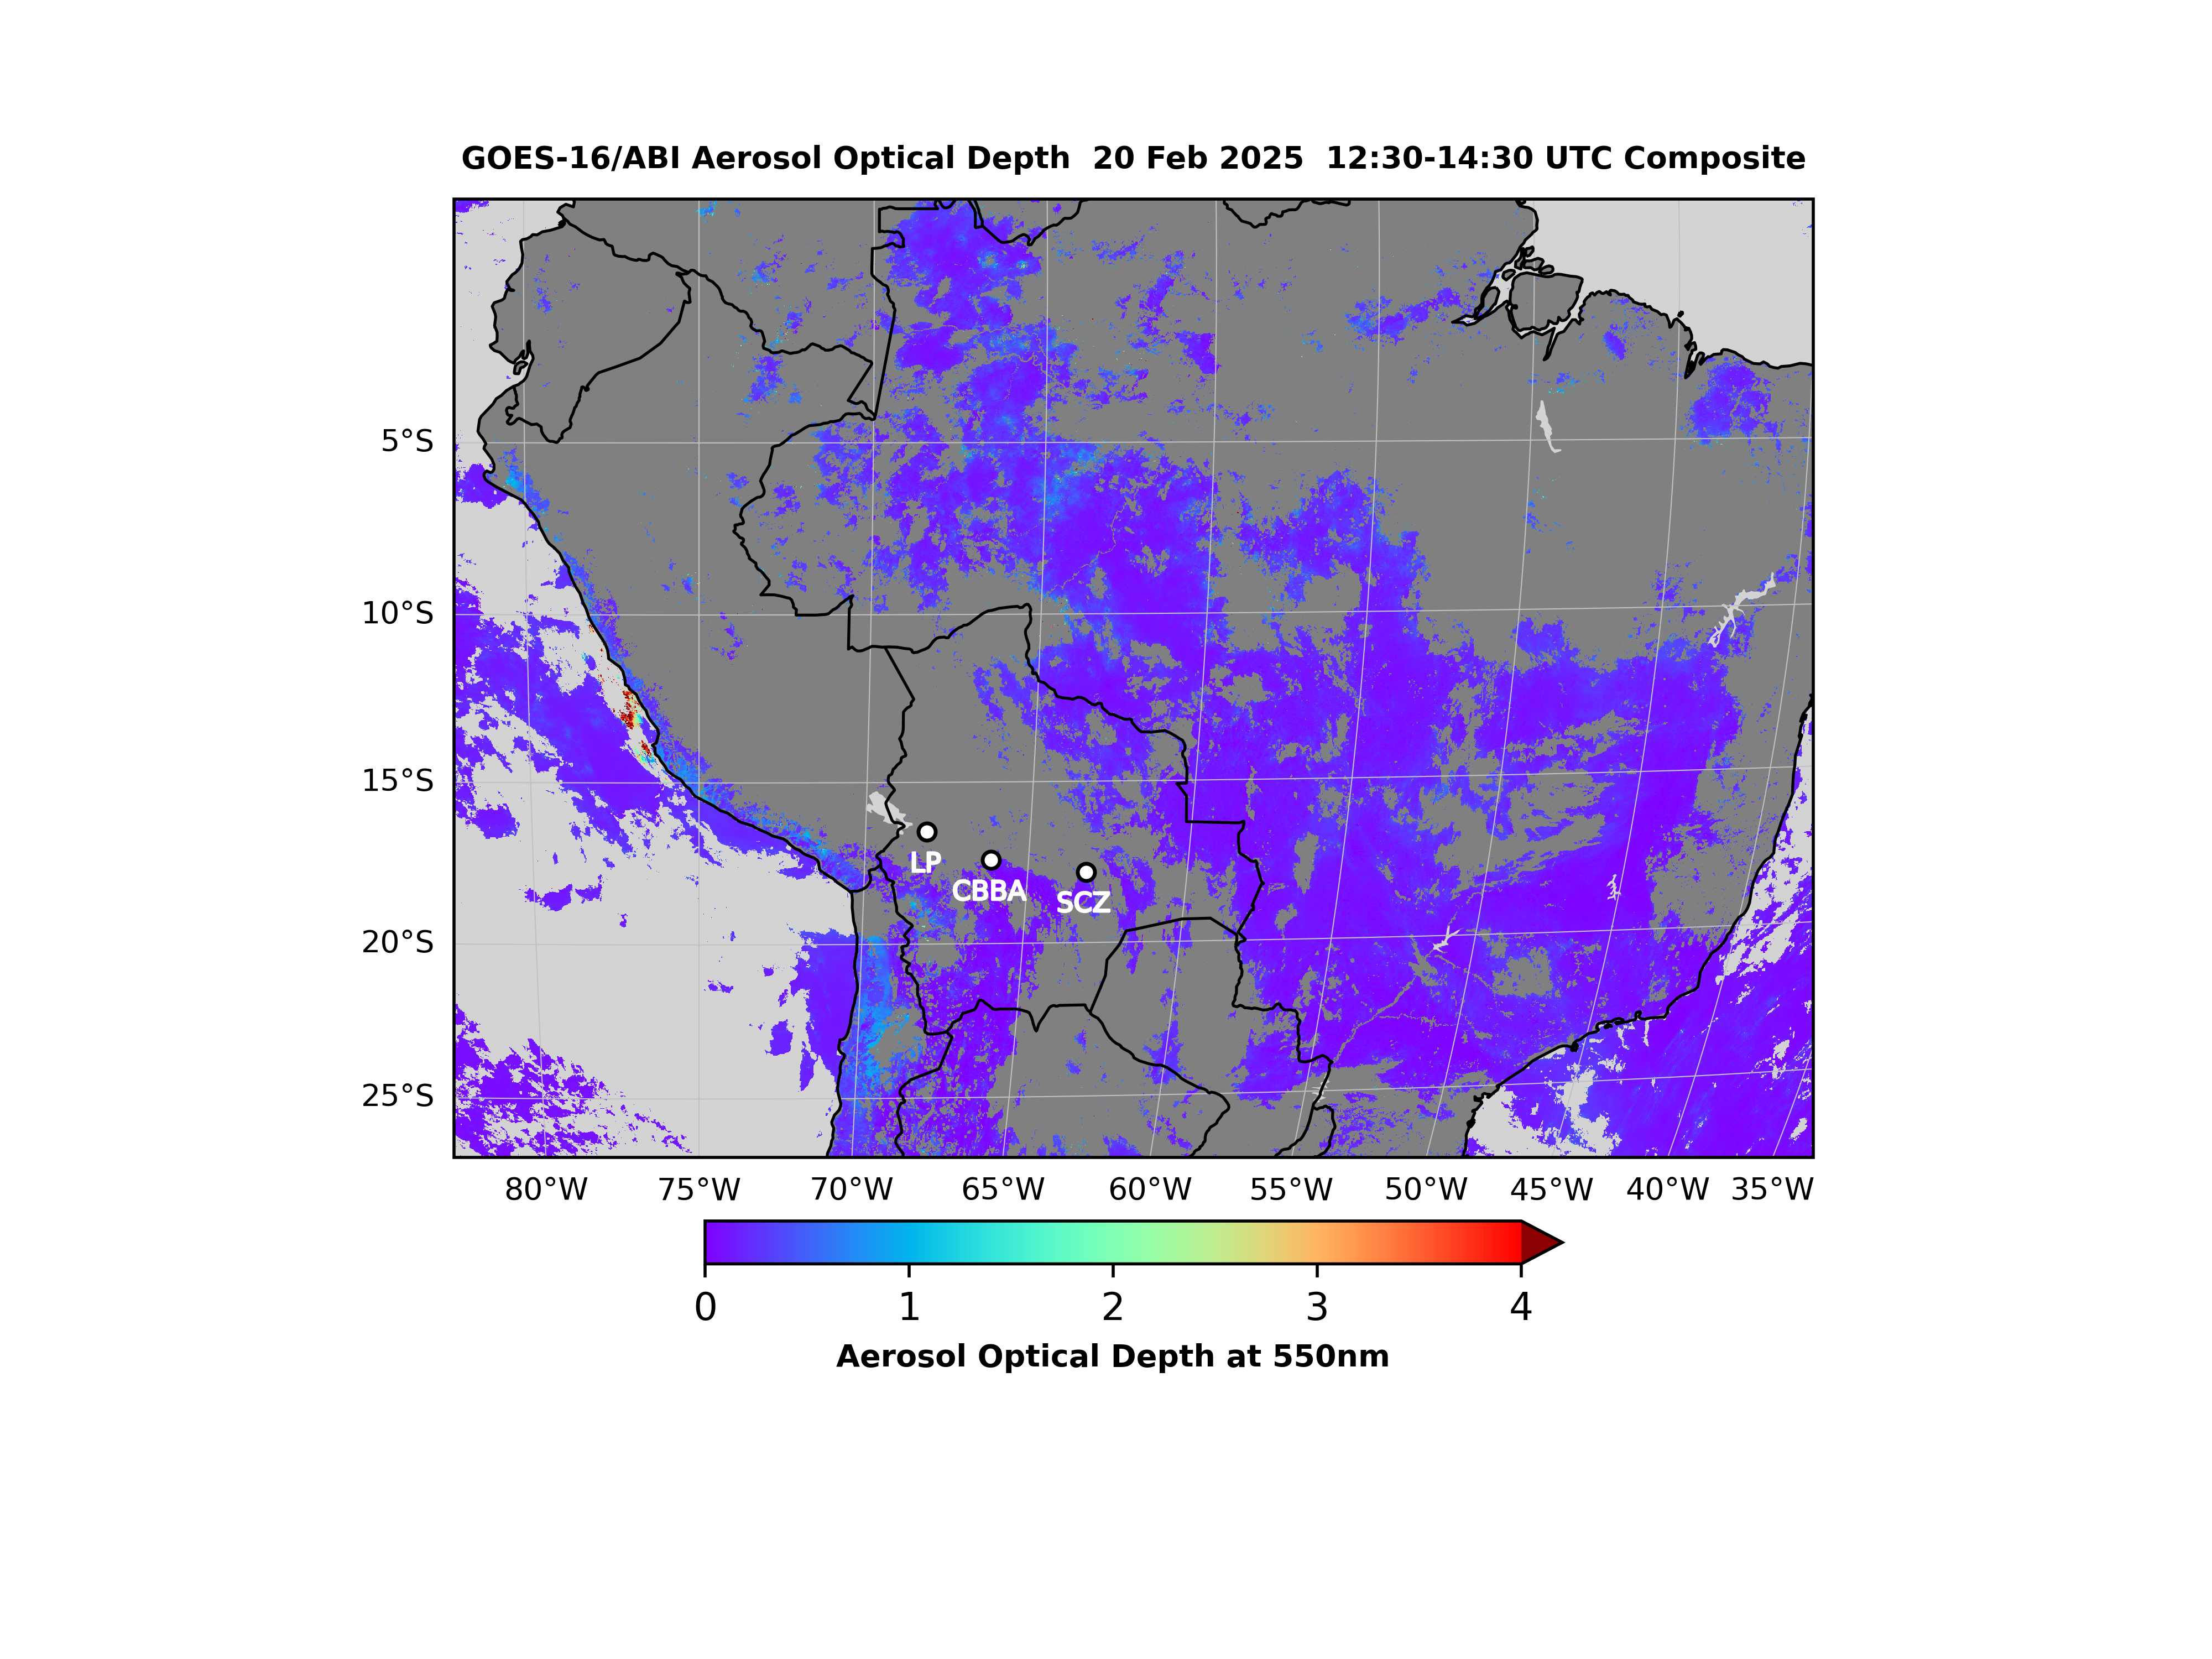 GOES-16/ABI Aerosol Optical Depth  20 Feb 2025  12:30-14:30 UTC Composite
5°S
10°S
15°S
LP
CBBA
SCZ
20°S
25°S
80°W 75°W 70°W 65°W 60°W 55°W 50°W 45°W 40°W 35°W
0 1 2 3 4
Aerosol Optical Depth at 550nm